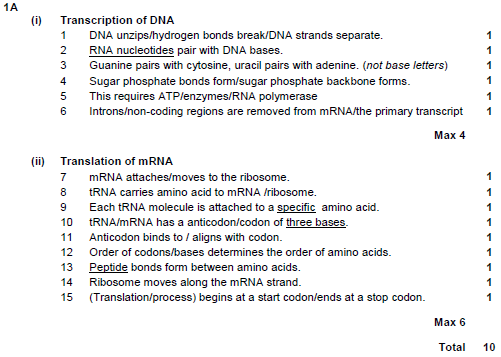 1A
(i) Transcription of DNA
1 DNA unzips/hydrogen bonds break/DNA strands separate. 1
2 RNA nucleotides pair with DNA bases. 1
3 Guanine pairs with cytosine, uracil pairs with adenine. (not base letters) 1
4 Sugar phosphate bonds form/sugar phosphate backbone forms. 1
5 This requires ATP/enzymes/RNA polymerase 1
6 Introns/non-coding regions are removed from mRNA/the primary transcript 1
Max 4
(ii) Translation of mRNA
7 mRNA attaches/moves to the ribosome. 1
8 tRNA carries amino acid to mRNA /ribosome. 1
9 Each tRNA molecule is attached to a specific amino acid. 1
10 tRNA/mRNA has a anticodon/codon of three bases. 1
11 Anticodon binds to / aligns with codon. 1
12 Order of codons/bases determines the order of amino acids. 1
13 Peptide bonds form between amino acids. 1
14 Ribosome moves along the mRNA strand. 1
15 (Translation/process) begins at a start codon/ends at a stop codon. 1
Max 6
Total 10